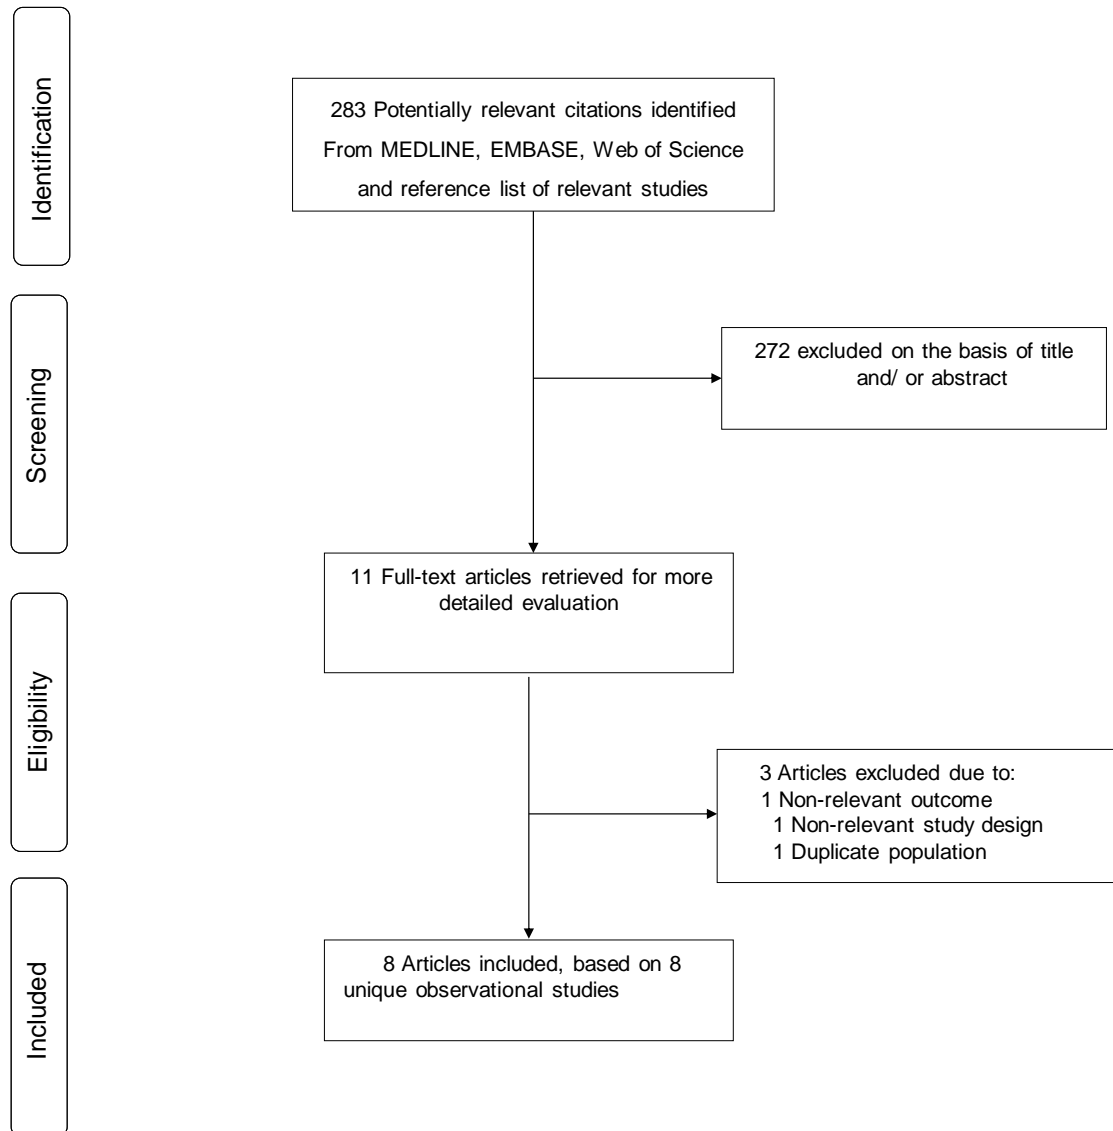 Identification
283 Potentially relevant citations identified
From MEDLINE, EMBASE, Web of Science
and reference list of relevant studies
Screening
272 excluded on the basis of title
and/ or abstract
11 Full-text articles retrieved for more
detailed evaluation
Eligibility
3 Articles excluded due to:
1 Non-relevant outcome
1 Non-relevant study design
1 Duplicate population
Included
8 Articles included, based on 8
unique observational studies